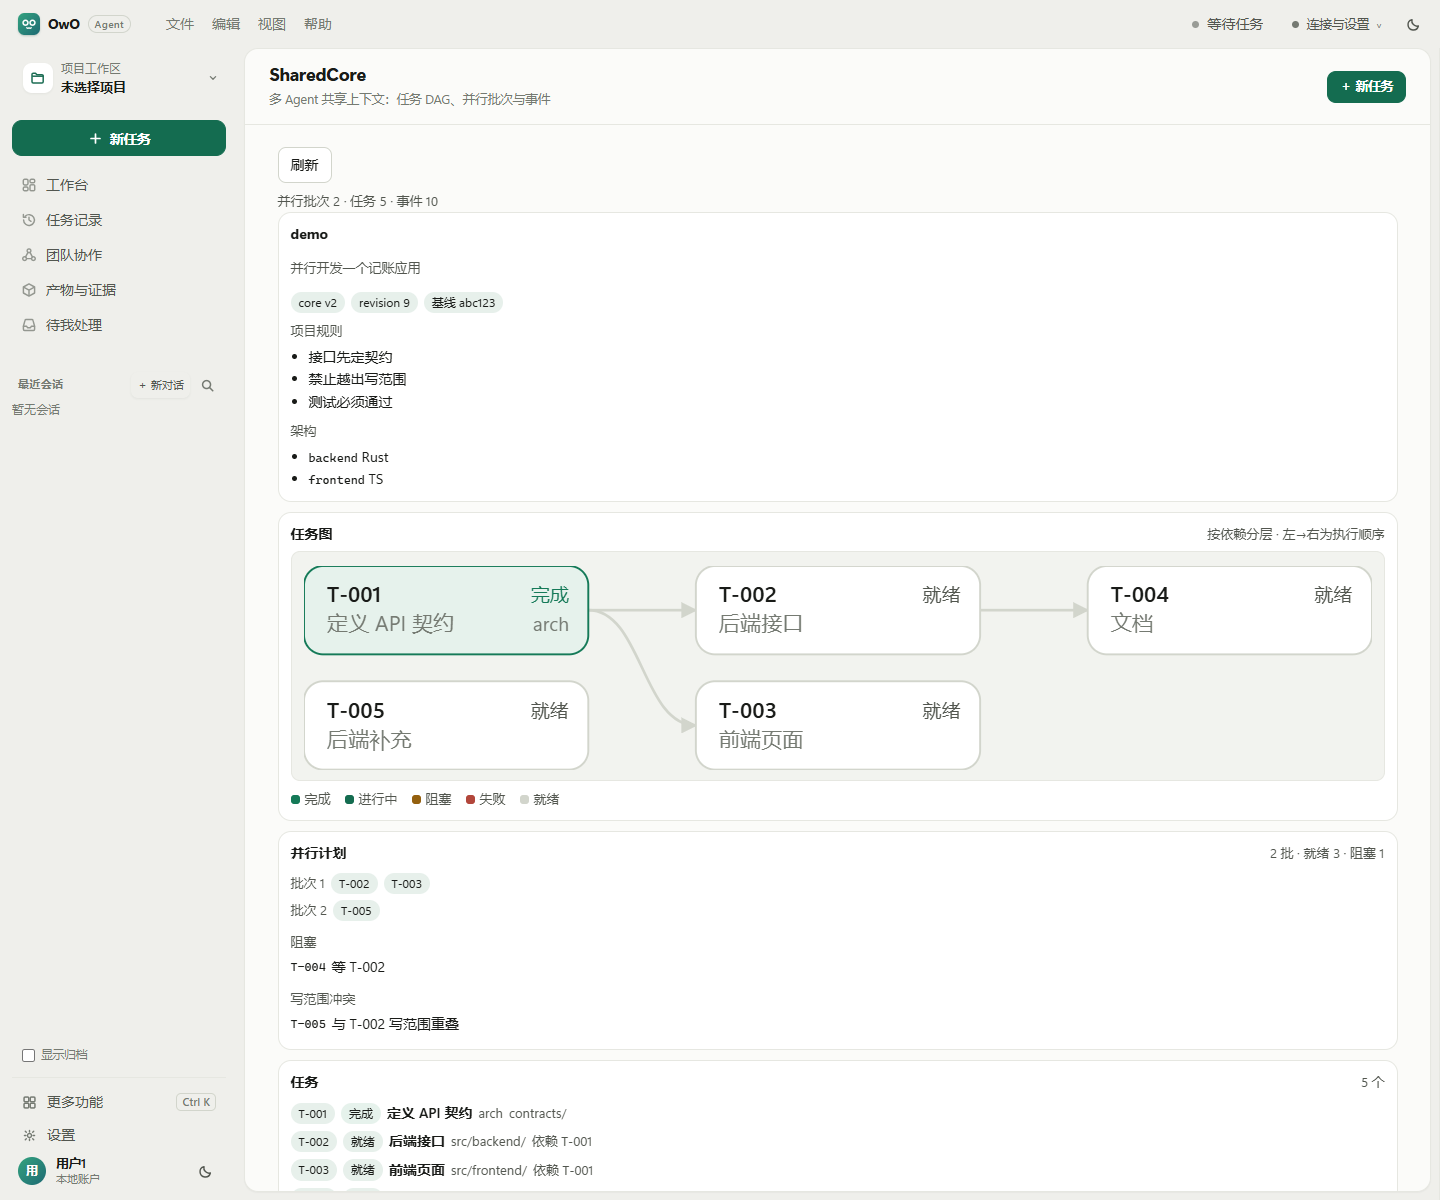 OwO Agent 文件 编辑 视图 帮助 等待任务 连接与设置
项目工作区
未选择项目
+ 新任务
工作台
任务记录
团队协作
产物与证据
待我处理
最近会话 + 新对话
暂无会话
显示归档
更多功能 Ctrl K
设置
用 用户1
本地账户
SharedCore
多 Agent 共享上下文：任务 DAG、并行批次与事件
+ 新任务
刷新
并行批次 2 · 任务 5 · 事件 10
demo
并行开发一个记账应用
core v2 revision 9 基线 abc123
项目规则
• 接口先定契约
• 禁止越出写范围
• 测试必须通过
架构
• backend Rust
• frontend TS
任务图 按依赖分层 · 左→右为执行顺序
T-001 完成
定义 API 契约 arch
T-002 就绪
后端接口
T-004 就绪
文档
T-005 就绪
后端补充
T-003 就绪
前端页面
完成 进行中 阻塞 失败 就绪
并行计划 2 批 · 就绪 3 · 阻塞 1
批次 1 T-002 T-003
批次 2 T-005
阻塞
T-004 等 T-002
写范围冲突
T-005 与 T-002 写范围重叠
任务 5 个
T-001 完成 定义 API 契约 arch contracts/
T-002 就绪 后端接口 src/backend/ 依赖 T-001
T-003 就绪 前端页面 src/frontend/ 依赖 T-001